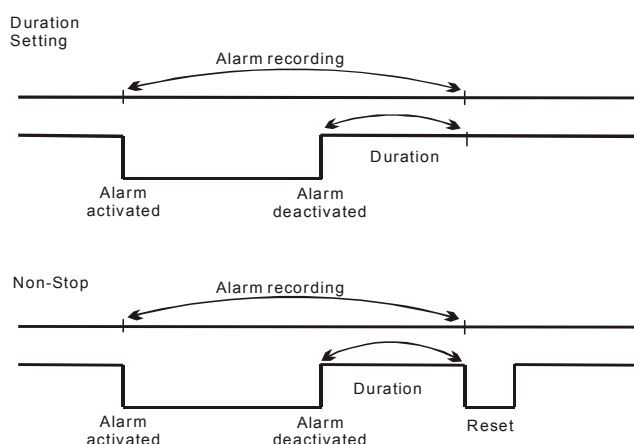 Duration
Setting
Alarm recording
Duration
Alarm
activated
Alarm
deactivated
Non-Stop
Alarm recording
Duration
Alarm
activated
Alarm
deactivated
Reset